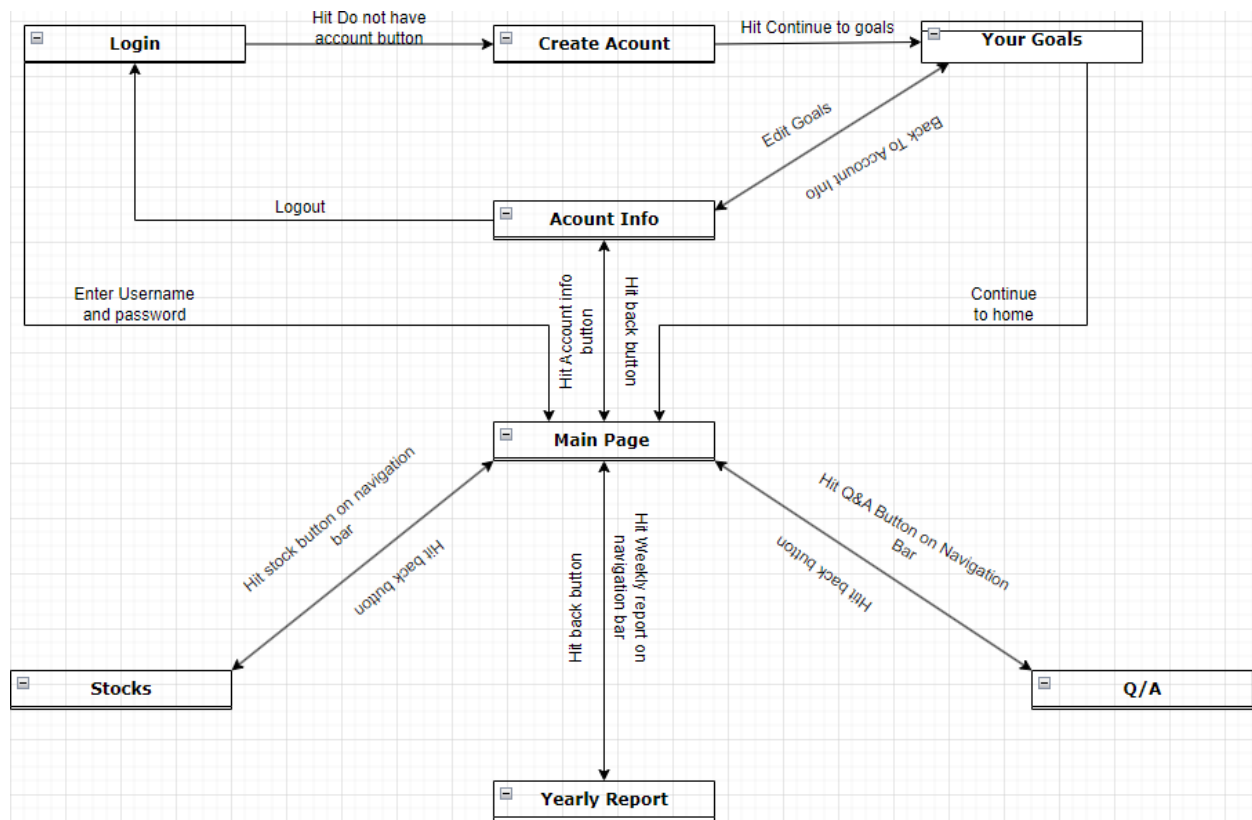 Hit Do not have
account button
Login
Create Acount
Hit Continue to goals
Your Goals
Edit Goals
Back To Account Info
Logout
Acount Info
Enter Username
and password
Hit Account info
button
Hit back button
Continue
to home
Main Page
Hit stock button on navigation
bar
Hit back button
Hit back button
Hit Weekly report on
navigation bar
Hit Q&A Button on Navigation
Bar
Htit back button
Stocks
Q/A
Yearly Report